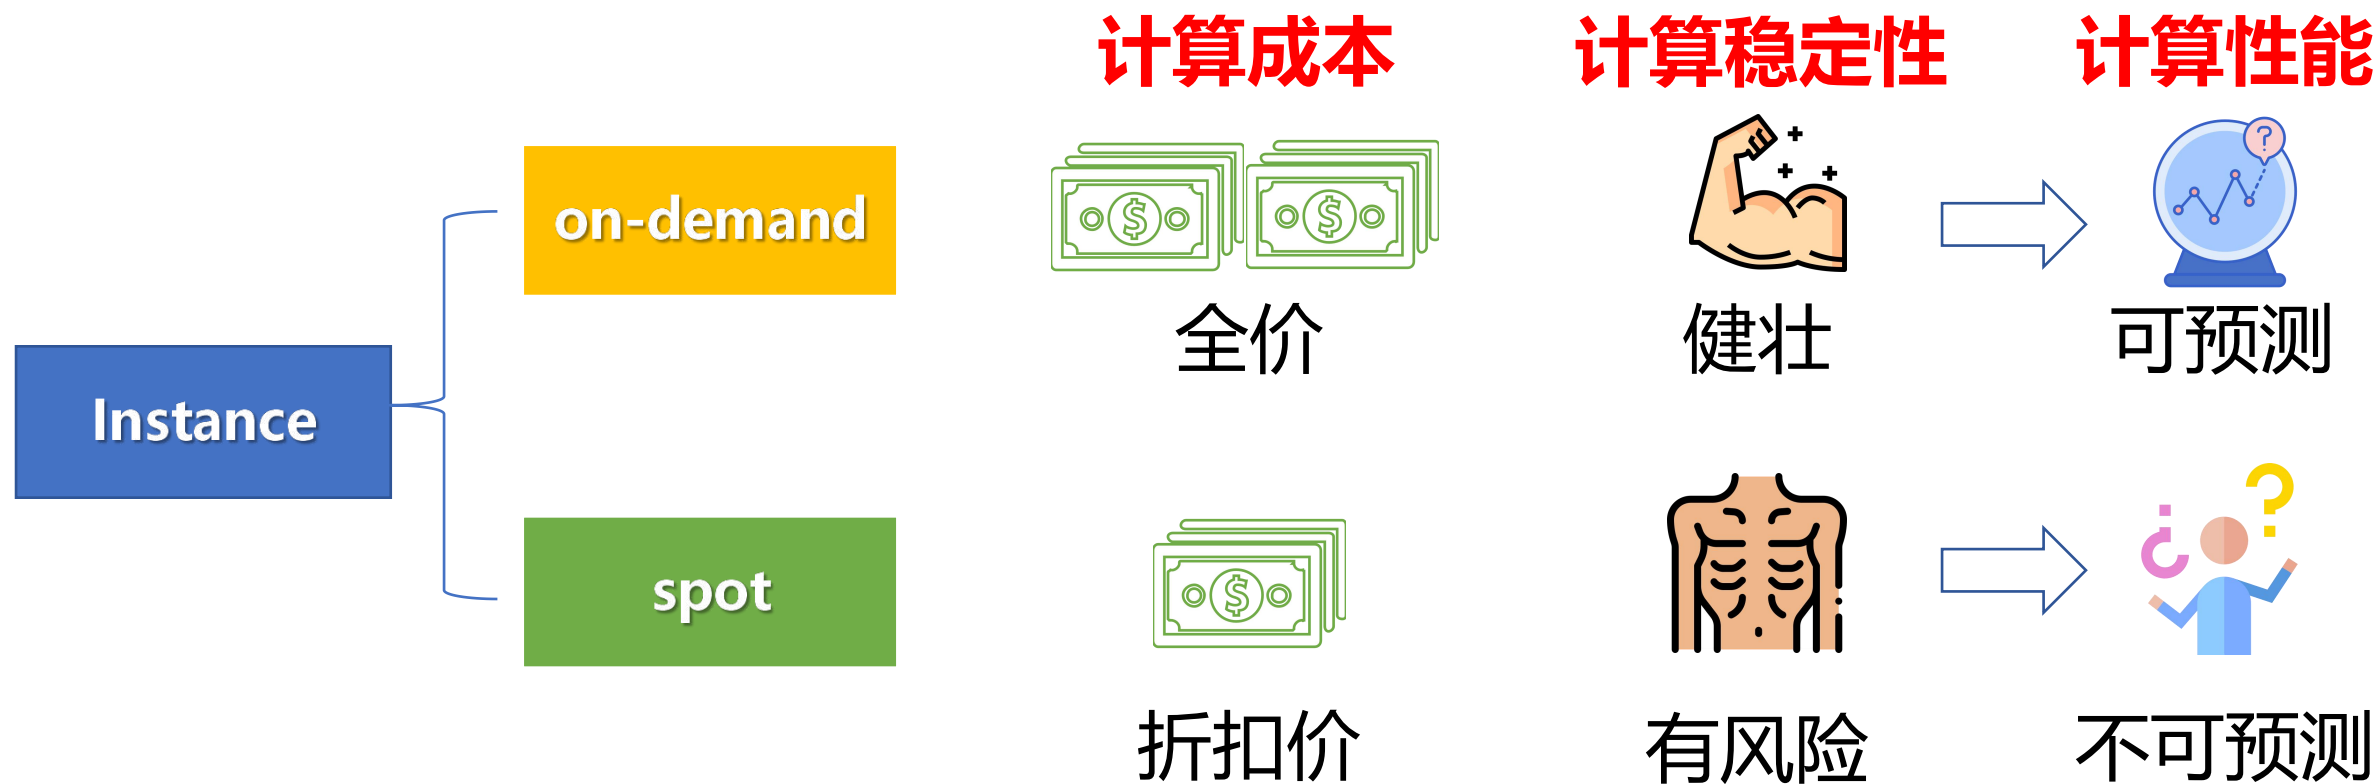 计算成本
计算稳定性
计算性能
on-demand
全价
健壮
可预测
Instance
spot
折扣价
有风险
不可预测